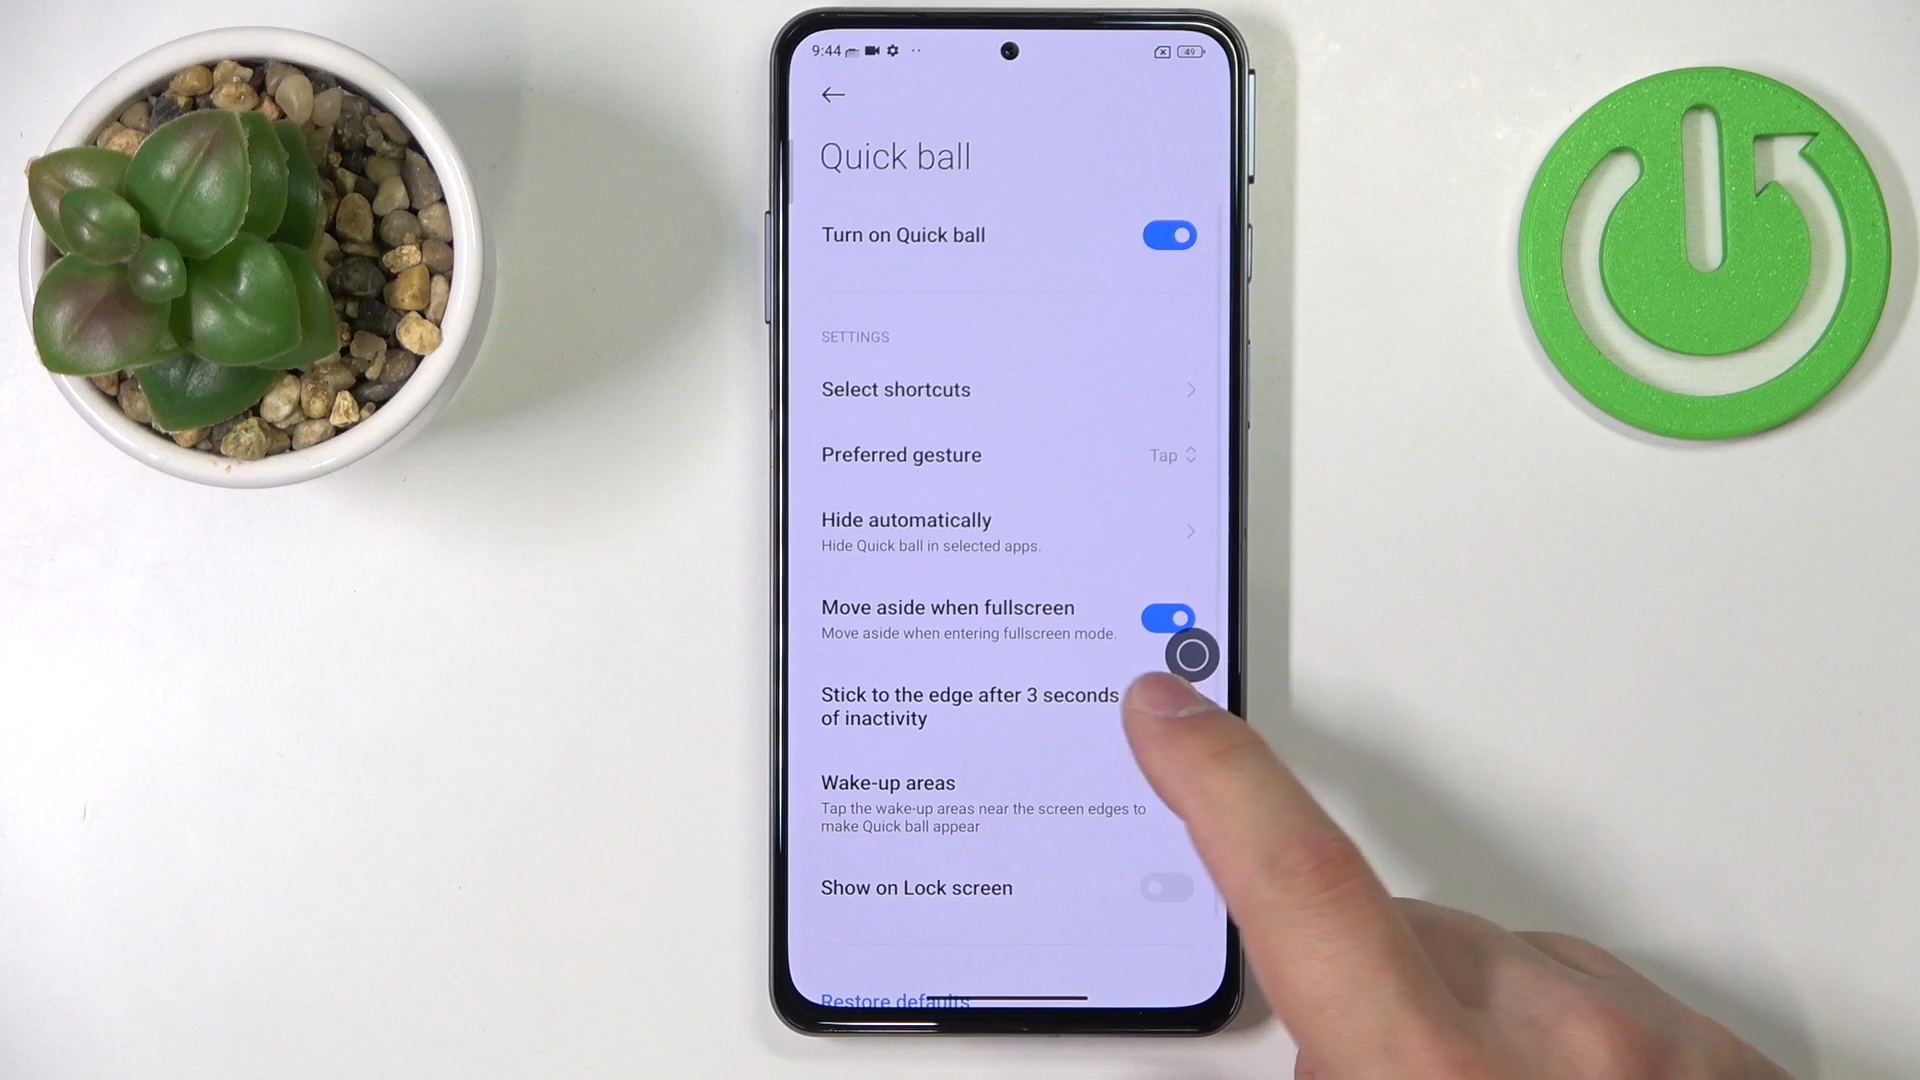 9:44
49
Quick ball
Turn on Quick ball
SETTINGS
Select shortcuts
Preferred gesture Tap
Hide automatically
Hide Quick ball in selected apps.
Move aside when fullscreen
Move aside when entering fullscreen mode.
Stick to the edge after 3 seconds
of inactivity
Wake-up areas
Tap the wake-up areas near the screen edges to
make Quick ball appear
Show on Lock screen
Restore defaults